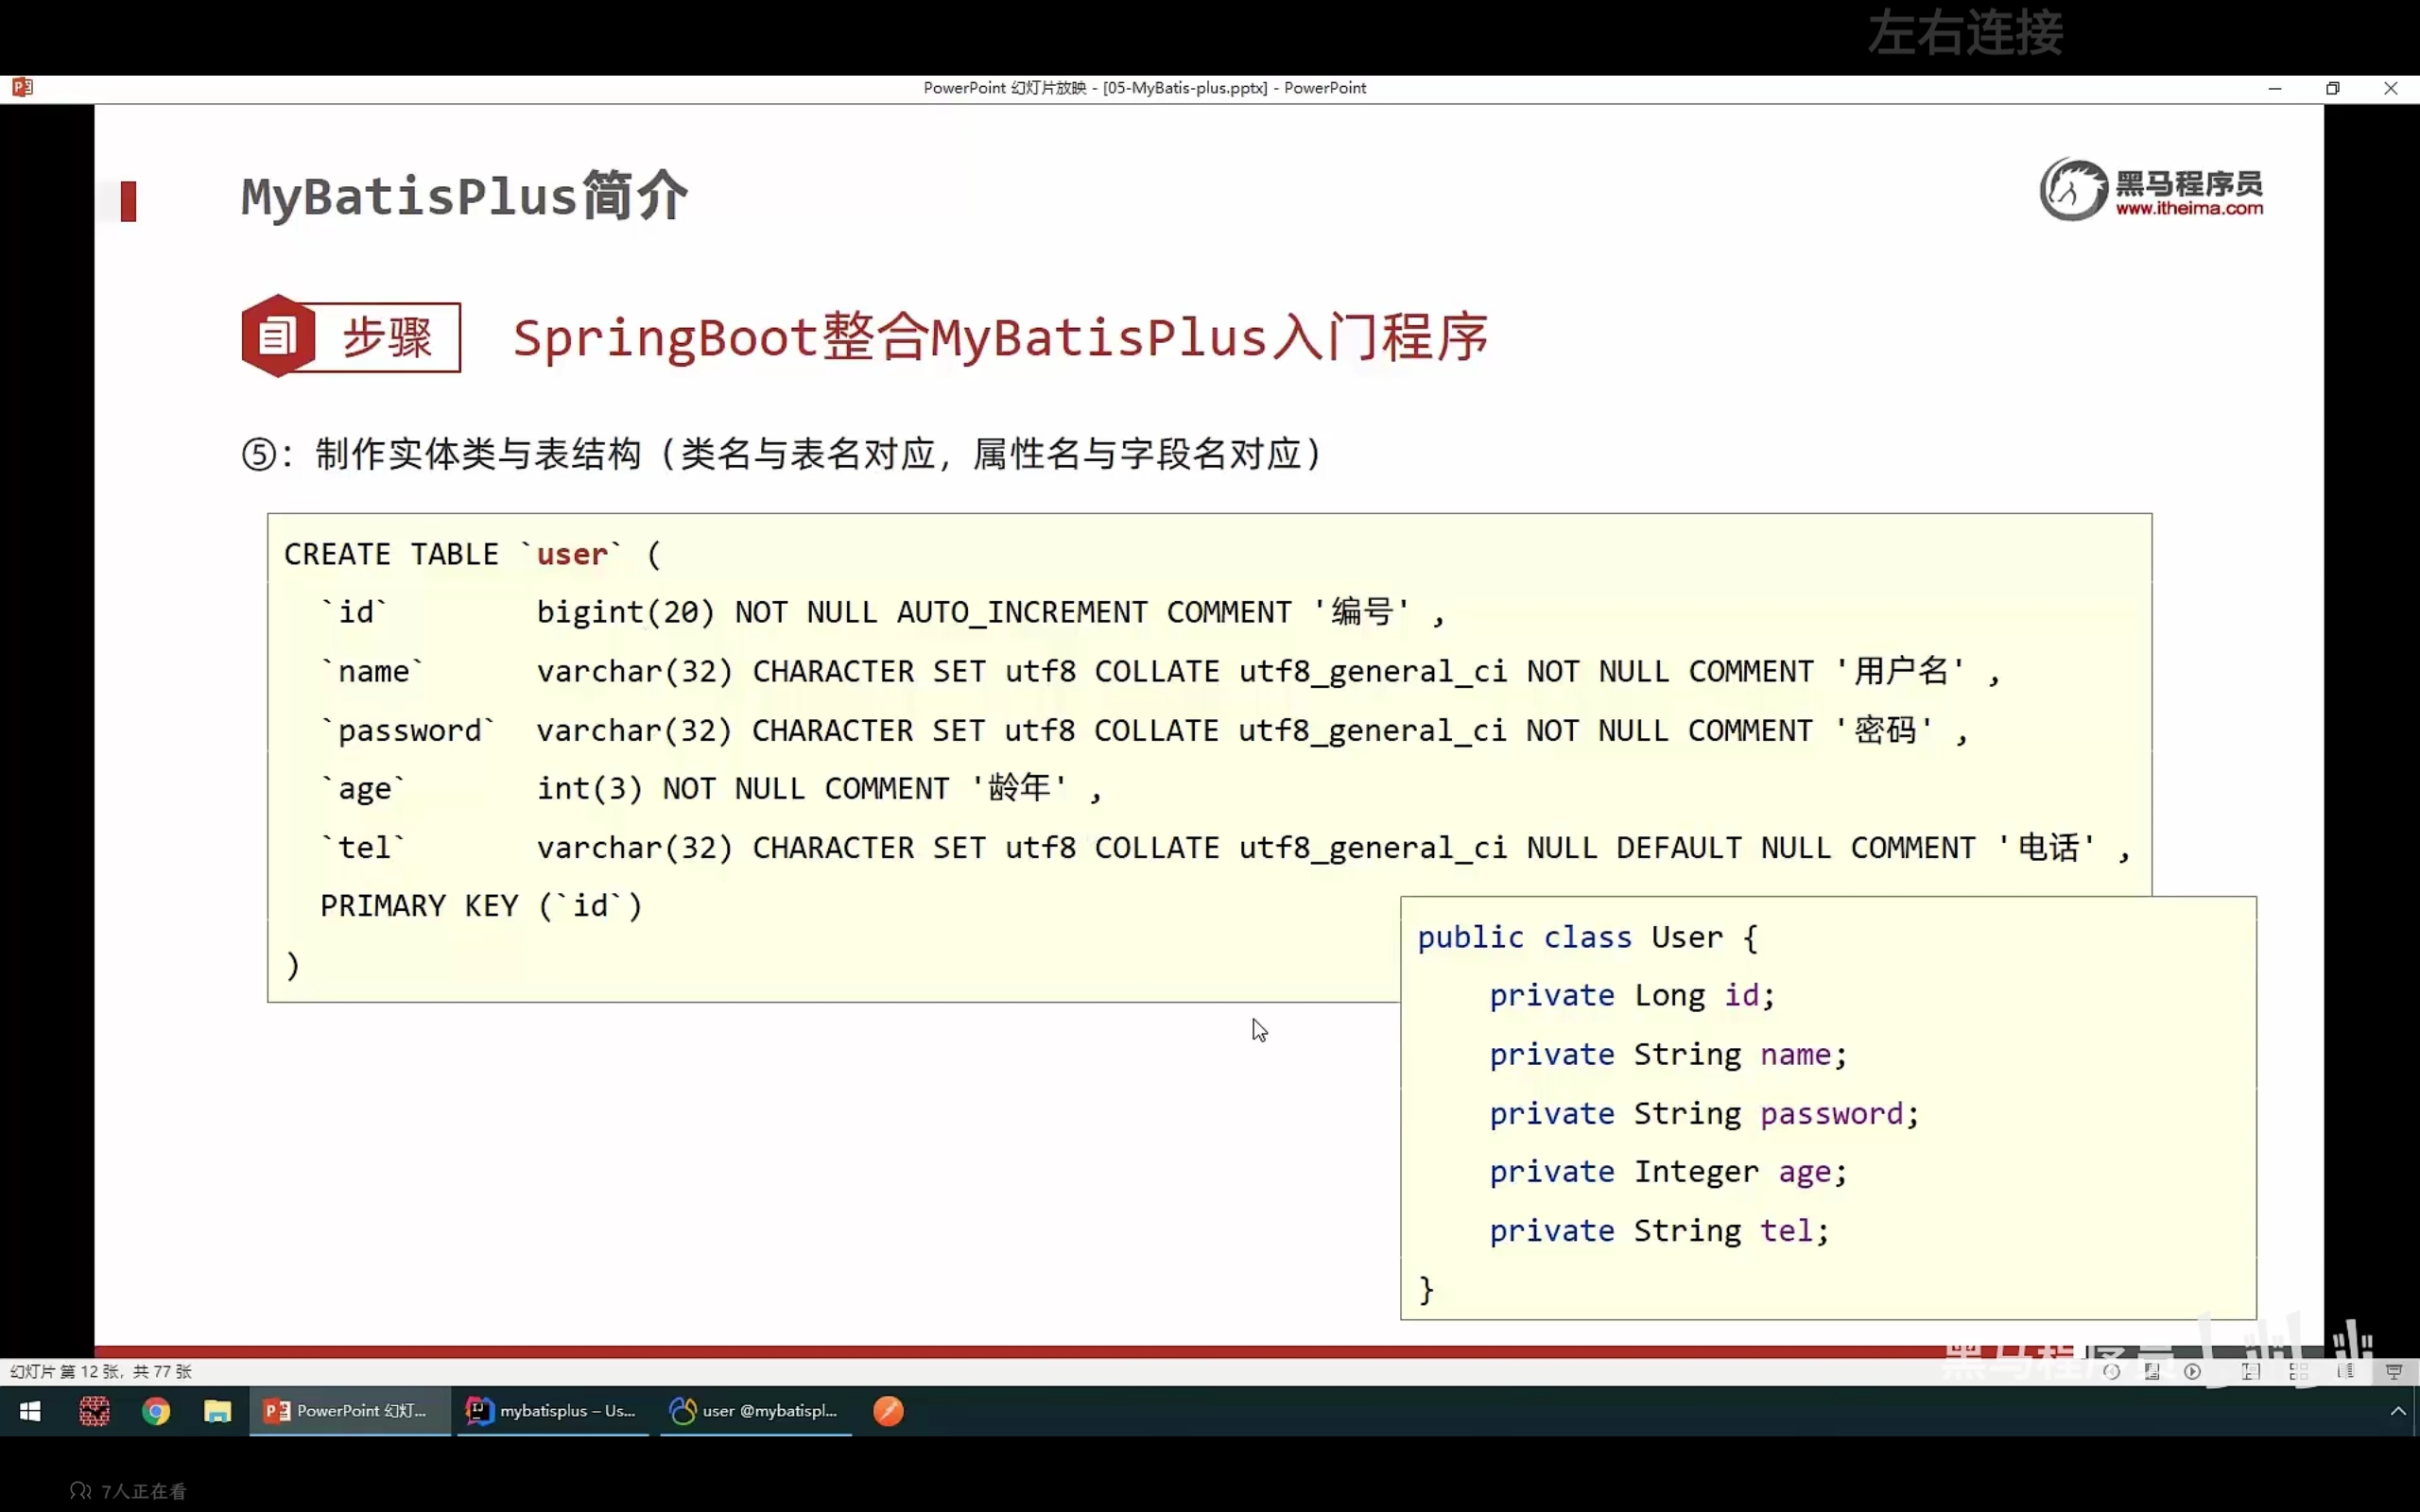 左右连接
PowerPoint 幻灯片放映 - [05-MyBatis-plus.pptx] - PowerPoint
MyBatisPlus简介
黑马程序员
www.itheima.com
步骤
SpringBoot整合MyBatisPlus入门程序
⑤：制作实体类与表结构（类名与表名对应，属性名与字段名对应）
CREATE TABLE `user` (
`id` bigint(20) NOT NULL AUTO_INCREMENT COMMENT '编号' ,
`name` varchar(32) CHARACTER SET utf8 COLLATE utf8_general_ci NOT NULL COMMENT '用户名' ,
`password` varchar(32) CHARACTER SET utf8 COLLATE utf8_general_ci NOT NULL COMMENT '密码' ,
`age` int(3) NOT NULL COMMENT '龄年' ,
`tel` varchar(32) CHARACTER SET utf8 COLLATE utf8_general_ci NULL DEFAULT NULL COMMENT '电话' ,
PRIMARY KEY (`id`)
)
public class User {
private Long id;
private String name;
private String password;
private Integer age;
private String tel;
}
黑马程序员
幻灯片 第 12 张，共 77 张
PowerPoint 幻灯...
mybatisplus – Us...
user @mybatispl...
7人正在看